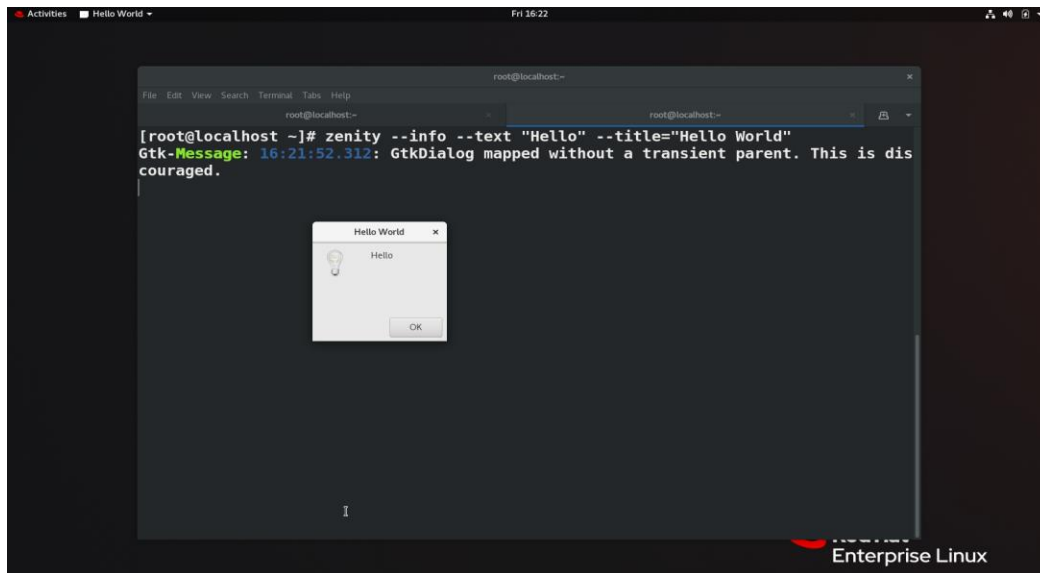 Activities Hello World Fri 16:22
root@localhost:~
File Edit View Search Terminal Tabs Help
root@localhost:~ root@localhost:~
[root@localhost ~]# zenity --info --text "Hello" --title="Hello World"
Gtk-Message: 16:21:52.312: GtkDialog mapped without a transient parent. This is dis
couraged.
Hello World
Hello
OK
Enterprise Linux